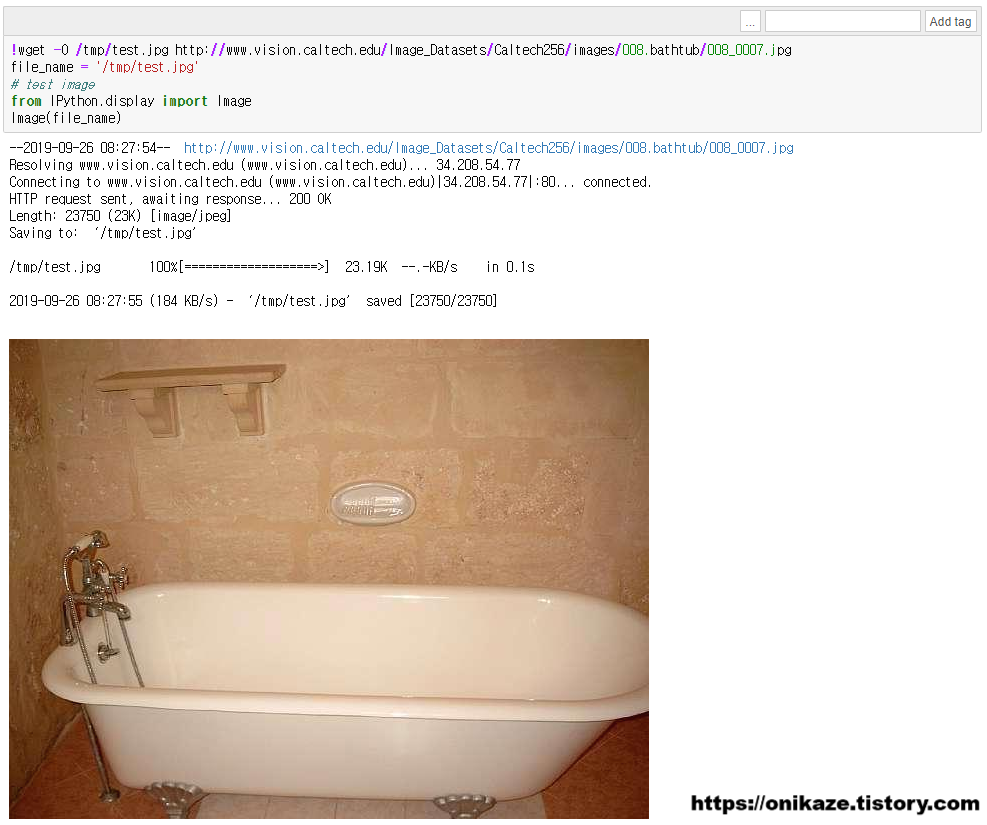 ...
Add tag
!wget -O /tmp/test.jpg http://www.vision.caltech.edu/Image_Datasets/Caltech256/images/008.bathtub/008_0007.jpg
file_name = '/tmp/test.jpg'
# test image
from IPython.display import Image
Image(file_name)
--2019-09-26 08:27:54--  http://www.vision.caltech.edu/Image_Datasets/Caltech256/images/008.bathtub/008_0007.jpg
Resolving www.vision.caltech.edu (www.vision.caltech.edu)... 34.208.54.77
Connecting to www.vision.caltech.edu (www.vision.caltech.edu)|34.208.54.77|:80... connected.
HTTP request sent, awaiting response... 200 OK
Length: 23750 (23K) [image/jpeg]
Saving to: ‘/tmp/test.jpg’
/tmp/test.jpg 100%[===================>] 23.19K --.-KB/s in 0.1s
2019-09-26 08:27:55 (184 KB/s) - ‘/tmp/test.jpg’ saved [23750/23750]
https://onikaze.tistory.com